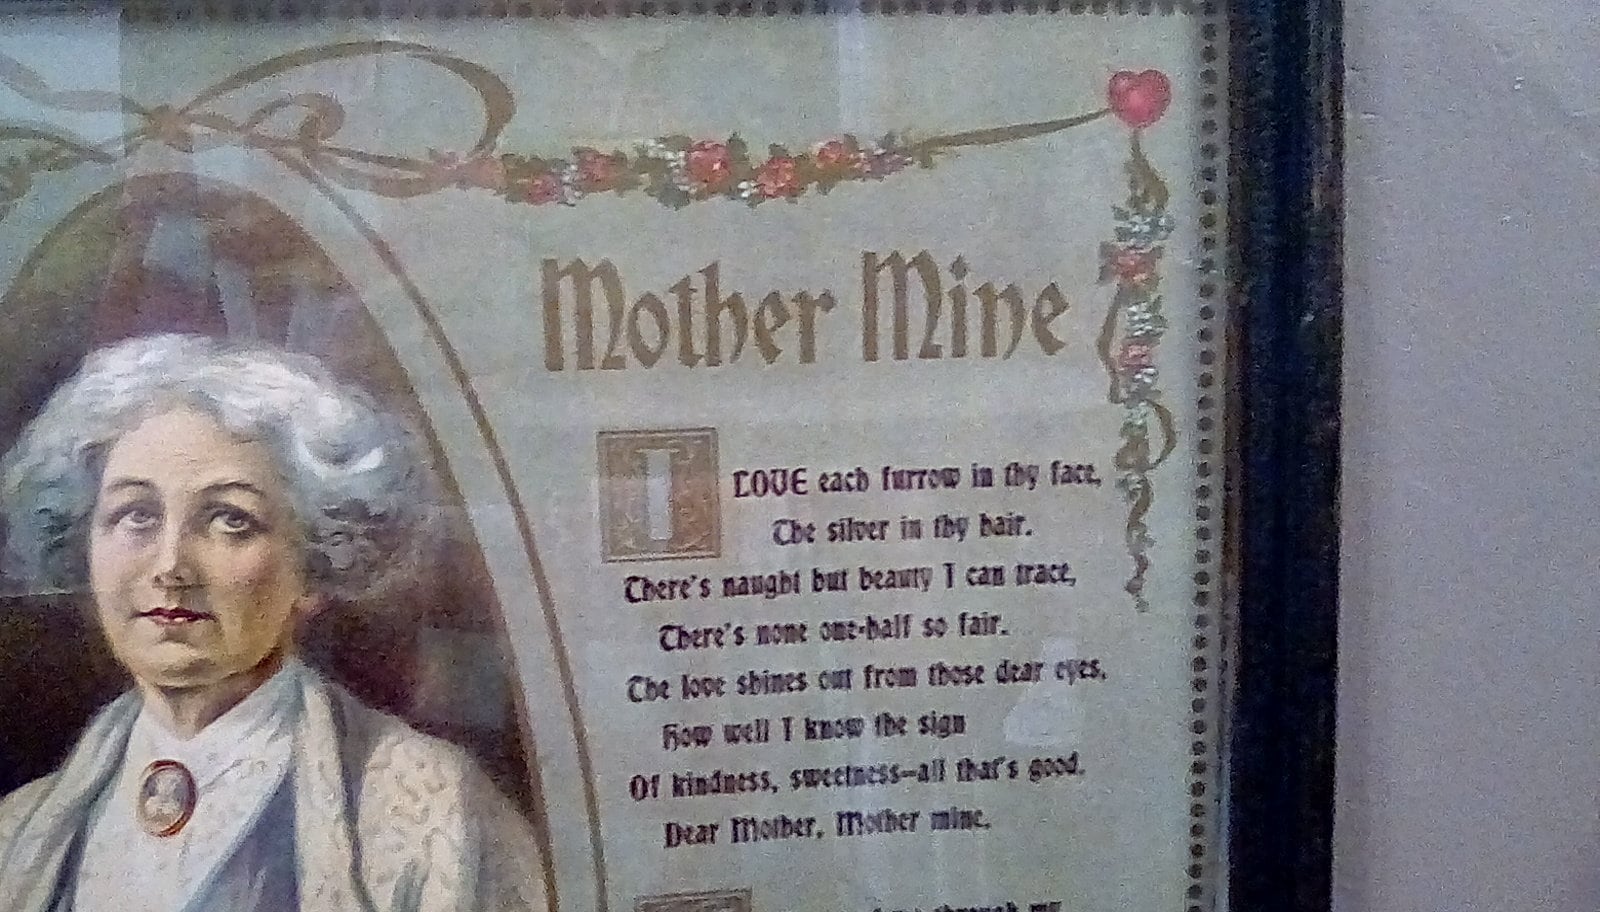 Mother Mine
I LOVE each furrow in thy face,
The silver in thy hair.
There's naught but beauty I can trace,
There's none one-half so fair.
The love shines out from those dear eyes,
How well I know the sign
Of kindness, sweetness—all that's good,
Dear Mother, Mother mine.
through my